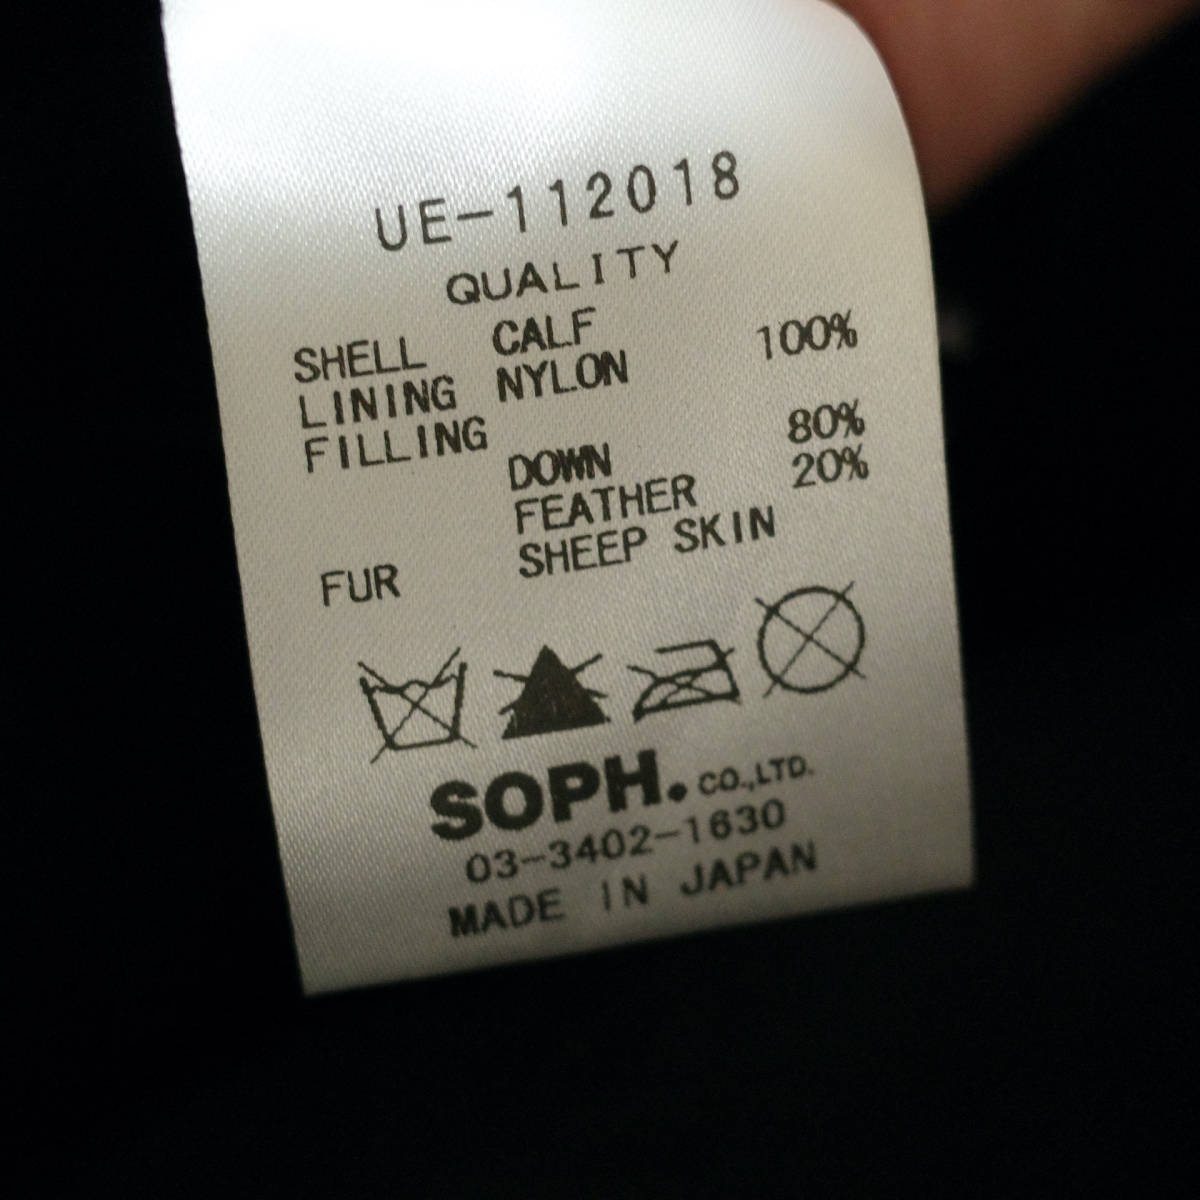 UE-112018
QUALITY
SHELL CALF
LINING NYLON 100%
FILLING
DOWN 80%
FEATHER 20%
FUR SHEEP SKIN
SOPH. CO.,LTD.
03-3402-1630
MADE IN JAPAN